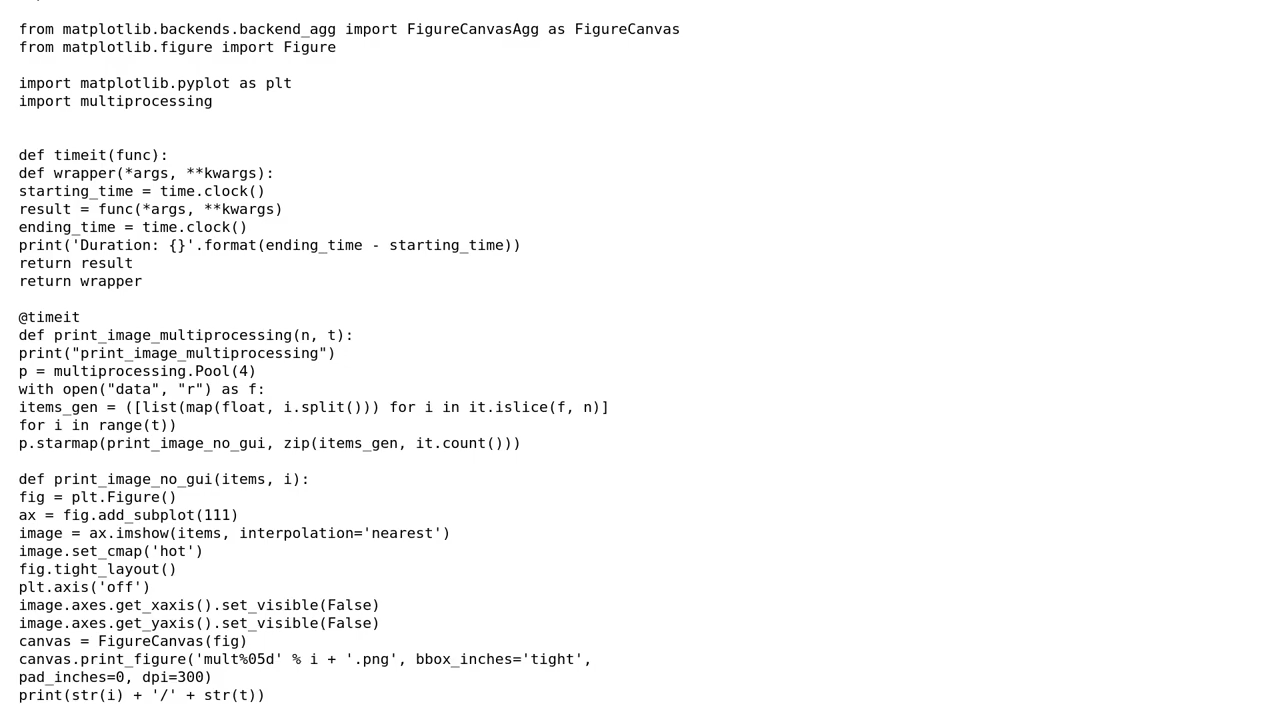 from matplotlib.backends.backend_agg import FigureCanvasAgg as FigureCanvas
from matplotlib.figure import Figure
import matplotlib.pyplot as plt
import multiprocessing
def timeit(func):
def wrapper(*args, **kwargs):
starting_time = time.clock()
result = func(*args, **kwargs)
ending_time = time.clock()
print('Duration: {}'.format(ending_time - starting_time))
return result
return wrapper
@timeit
def print_image_multiprocessing(n, t):
print("print_image_multiprocessing")
p = multiprocessing.Pool(4)
with open("data", "r") as f:
items_gen = ([list(map(float, i.split())) for i in it.islice(f, n)]
for i in range(t))
p.starmap(print_image_no_gui, zip(items_gen, it.count()))
def print_image_no_gui(items, i):
fig = plt.Figure()
ax = fig.add_subplot(111)
image = ax.imshow(items, interpolation='nearest')
image.set_cmap('hot')
fig.tight_layout()
plt.axis('off')
image.axes.get_xaxis().set_visible(False)
image.axes.get_yaxis().set_visible(False)
canvas = FigureCanvas(fig)
canvas.print_figure('mult%05d' % i + '.png', bbox_inches='tight',
pad_inches=0, dpi=300)
print(str(i) + '/' + str(t))